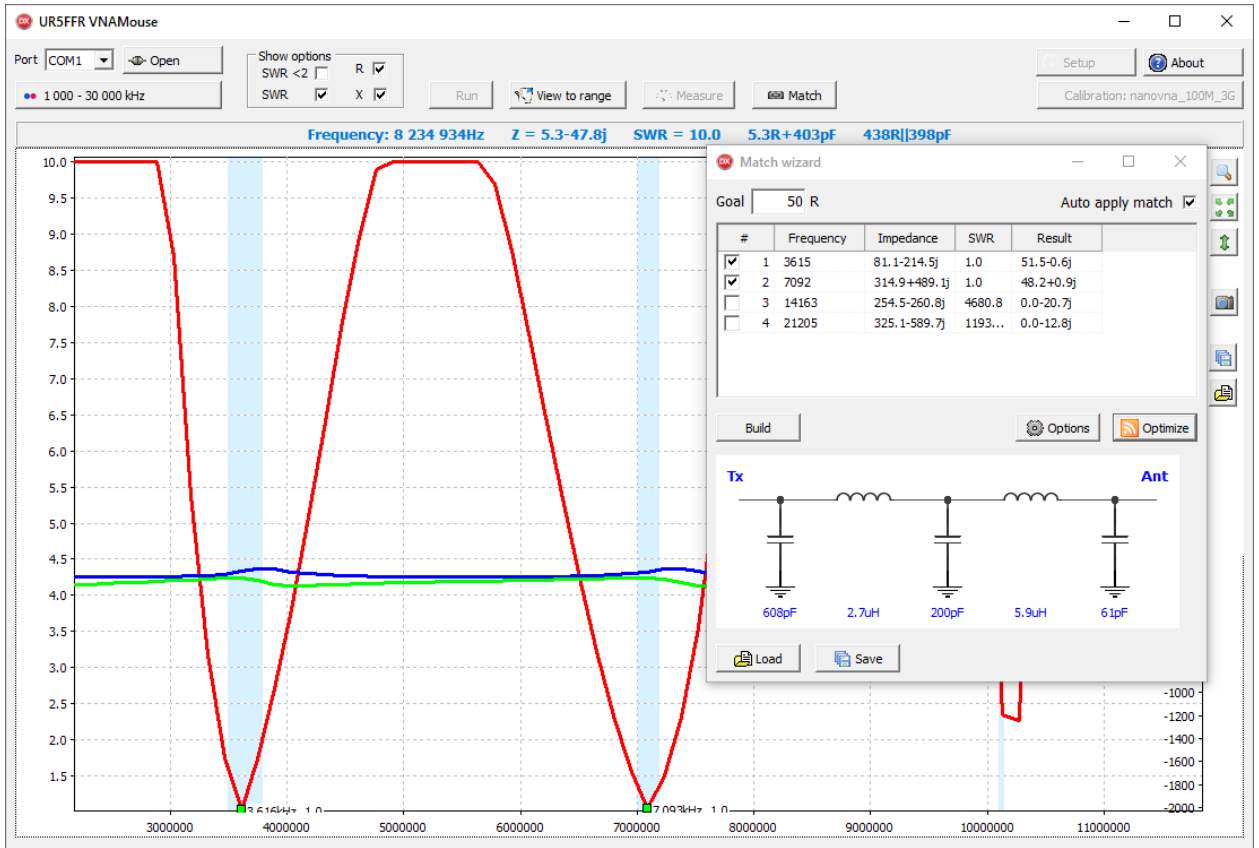 UR5FFR VNAMouse
Port COM1 Open
Show options
SWR <2 R
SWR X
1 000 - 30 000 kHz
Run View to range Measure Match
Setup About
Calibration: nanovna_100M_3G
Frequency: 8 234 934Hz Z = 5.3-47.8j SWR = 10.0 5.3R+403pF 438R||398pF
Match wizard
Goal 50 R Auto apply match
# Frequency Impedance SWR Result
1 3615 81.1-214.5j 1.0 51.5-0.6j
2 7092 314.9+489.1j 1.0 48.2+0.9j
3 14163 254.5-260.8j 4680.8 0.0-20.7j
4 21205 325.1-589.7j 1193... 0.0-12.8j
Build Options Optimize
Tx Ant
608pF 2.7uH 200pF 5.9uH 61pF
Load Save
10.0
9.5
9.0
8.5
8.0
7.5
7.0
6.5
6.0
5.5
5.0
4.5
4.0
3.5
3.0
2.5
2.0
1.5
-1000
-1200
-1400
-1600
-1800
-2000
3.616kHz 1.0
7.093kHz 1.0
3000000 4000000 5000000 6000000 7000000 8000000 9000000 10000000 11000000